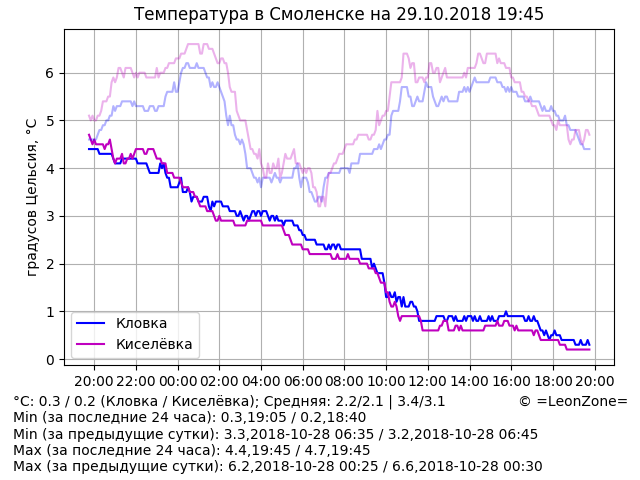 Температура в Смоленске на 29.10.2018 19:45
градусов Цельсия, °C
6
5
4
3
2
1
0
Кловка
Киселёвка
20:00 22:00 00:00 02:00 04:00 06:00 08:00 10:00 12:00 14:00 16:00 18:00 20:00
°C: 0.3 / 0.2 (Кловка / Киселёвка); Средняя: 2.2/2.1 | 3.4/3.1 © =LeonZone=
Min (за последние 24 часа): 0.3,19:05 / 0.2,18:40
Min (за предыдущие сутки): 3.3,2018-10-28 06:35 / 3.2,2018-10-28 06:45
Max (за последние 24 часа): 4.4,19:45 / 4.7,19:45
Max (за предыдущие сутки): 6.2,2018-10-28 00:25 / 6.6,2018-10-28 00:30